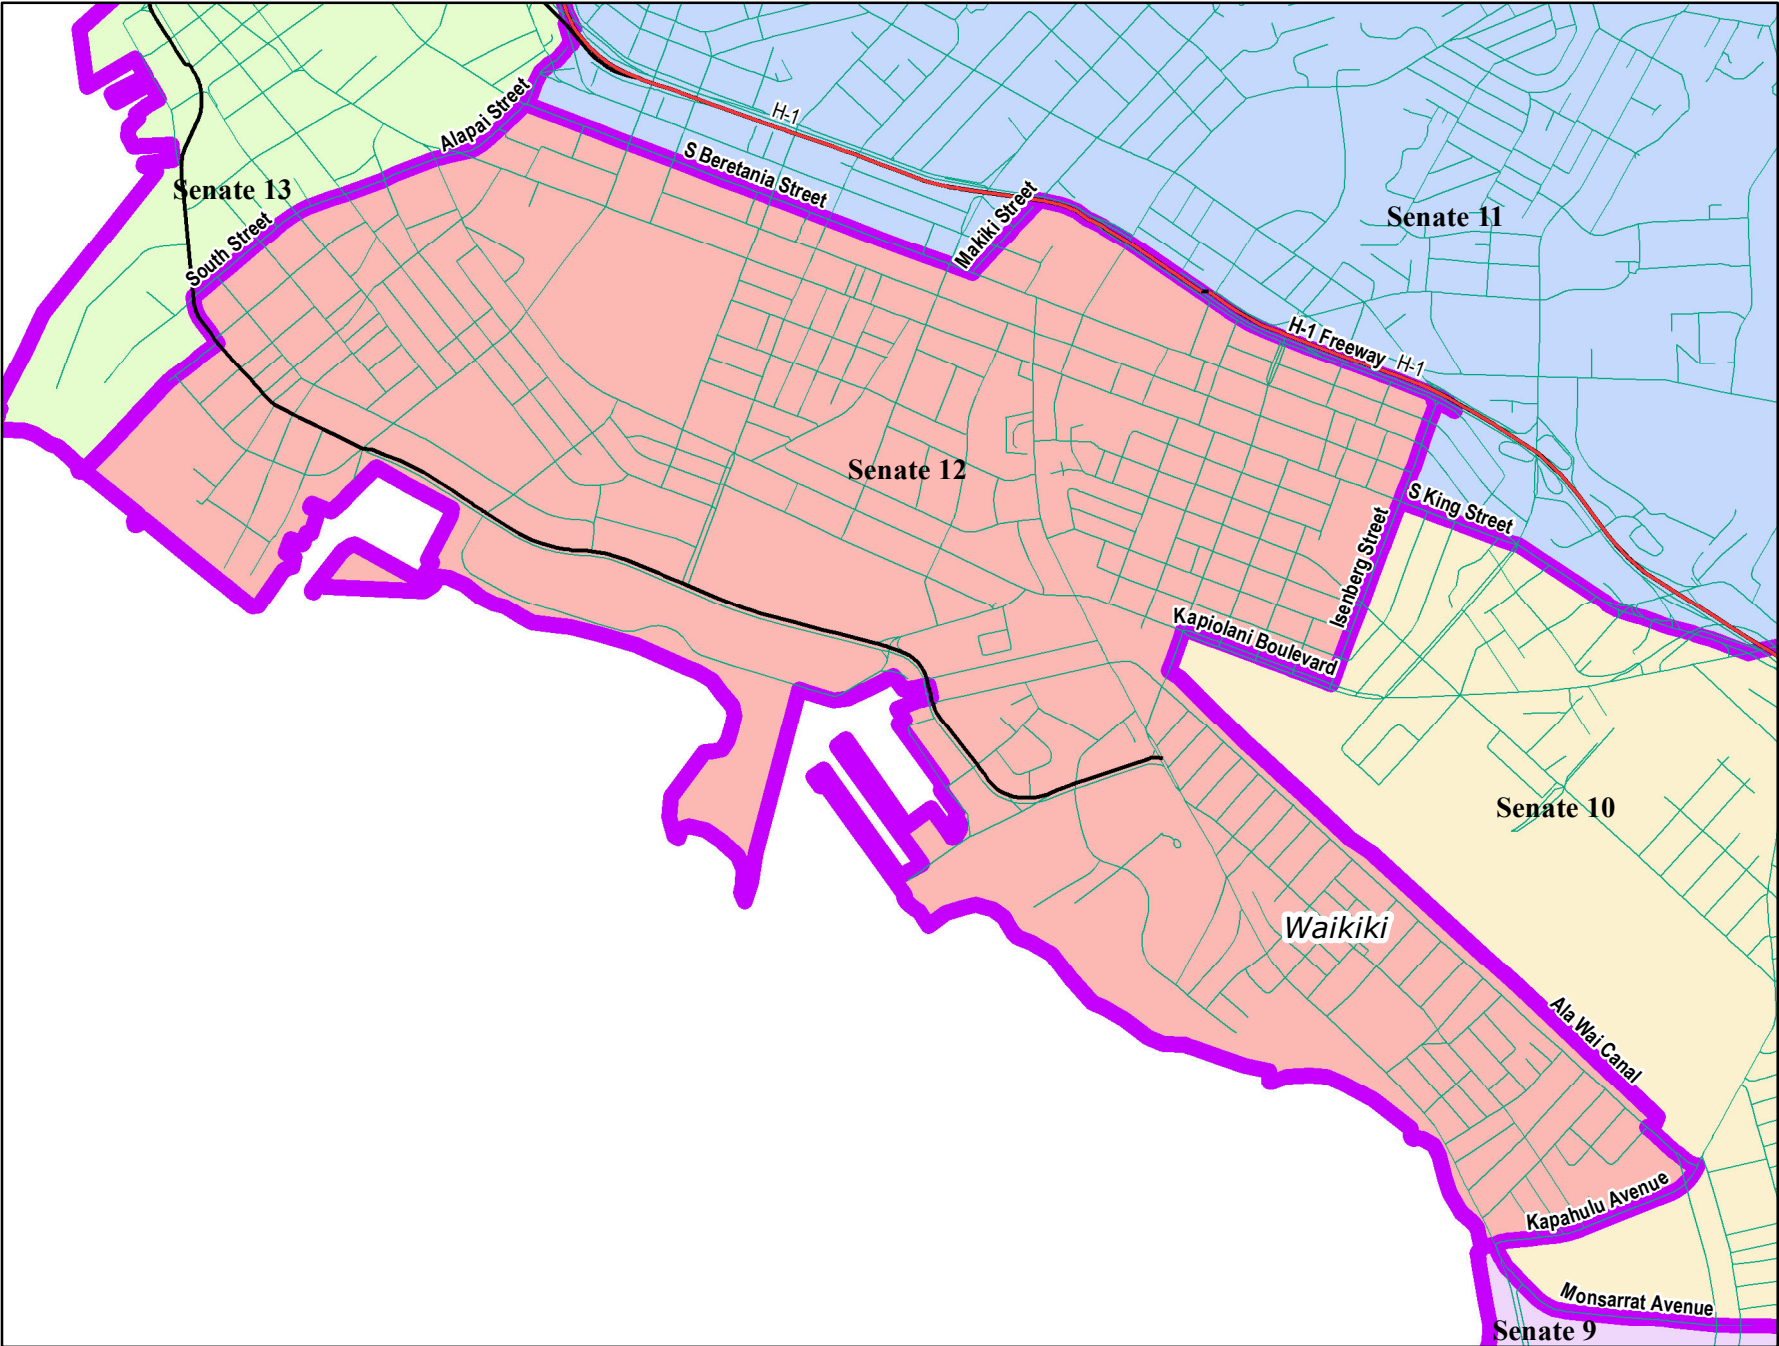 H-1
Alapai Street
S Beretania Street
Senate 13
Makiki Street
Senate 11
South Street
H-1 Freeway
H-1
Senate 12
S King Street
Isenberg Street
Kapiolani Boulevard
Senate 10
Waikiki
Ala Wai Canal
Kapahulu Avenue
Monsarrat Avenue
Senate 9